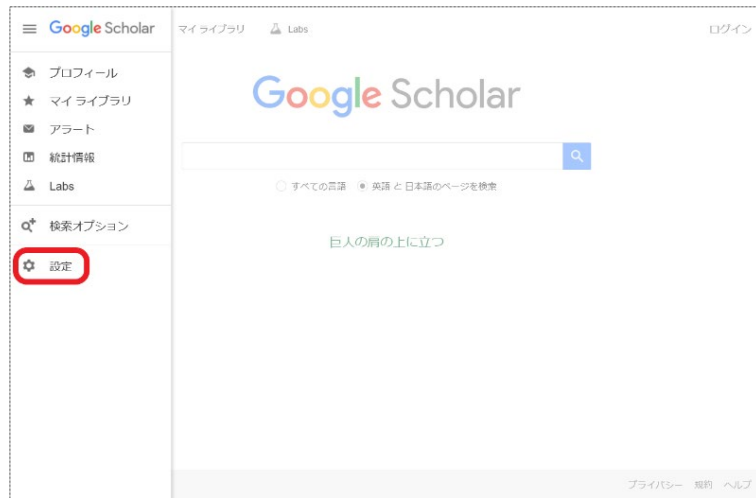 Google Scholar
マイ ライブラリ
Labs
ログイン
プロフィール
マイ ライブラリ
アラート
統計情報
Labs
検索オプション
設定
Google Scholar
すべての言語
英語 と 日本語のページを検索
巨人の肩の上に立つ
プライバシー 規約 ヘルプ